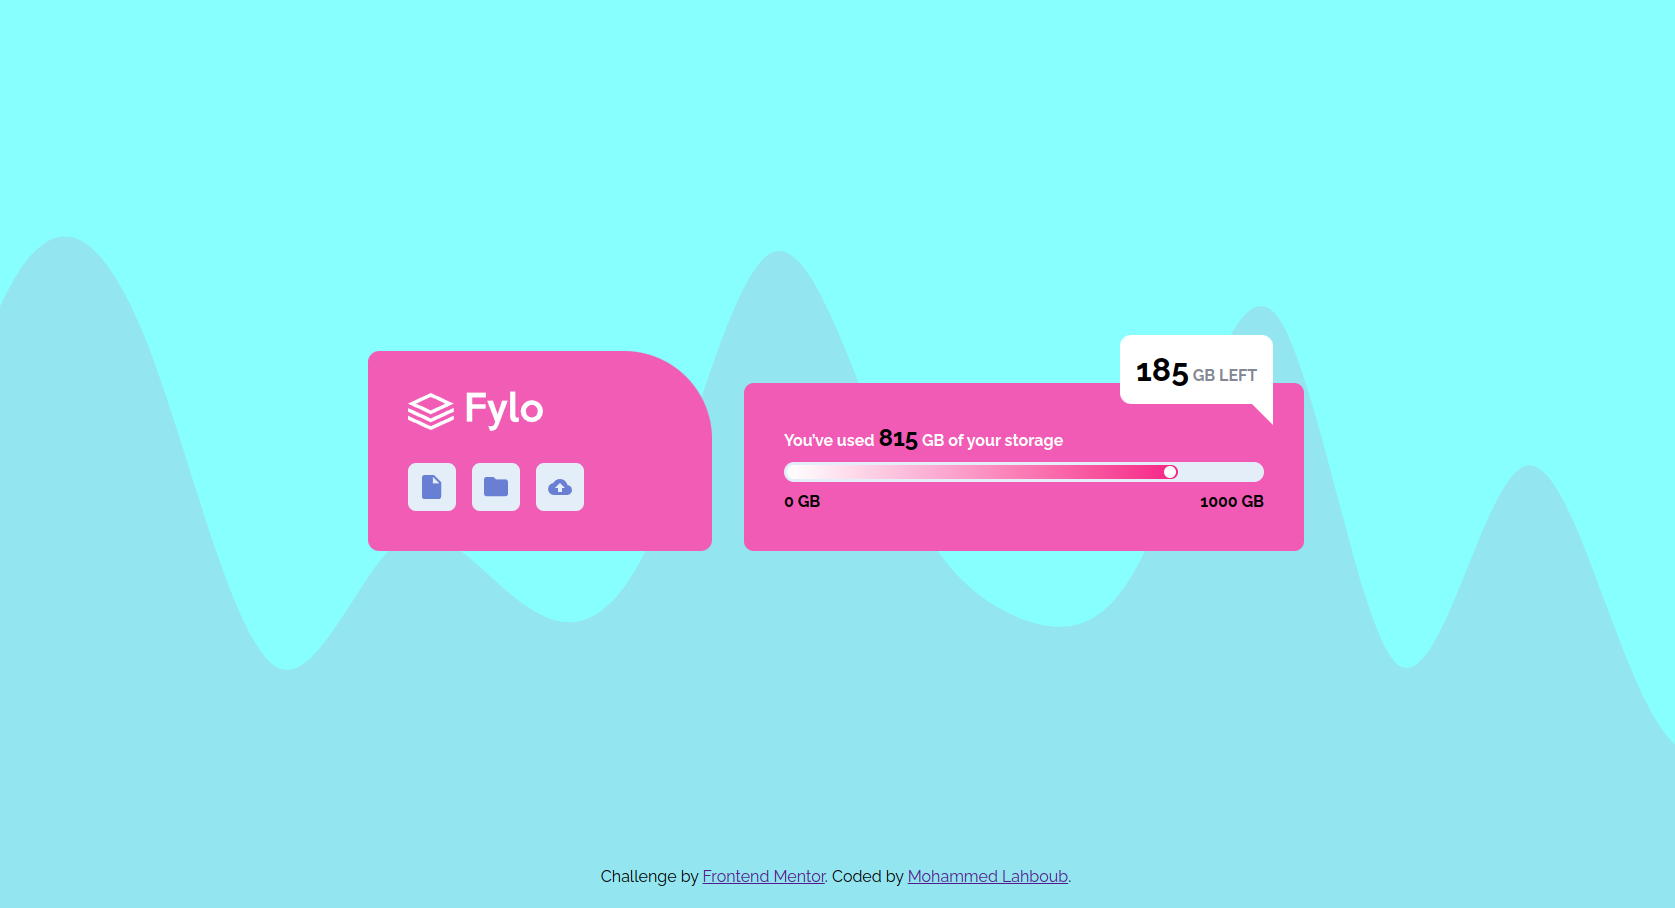 Fylo
185 GB LEFT
You’ve used 815 GB of your storage
0 GB
1000 GB
Challenge by Frontend Mentor. Coded by Mohammed Lahboub.